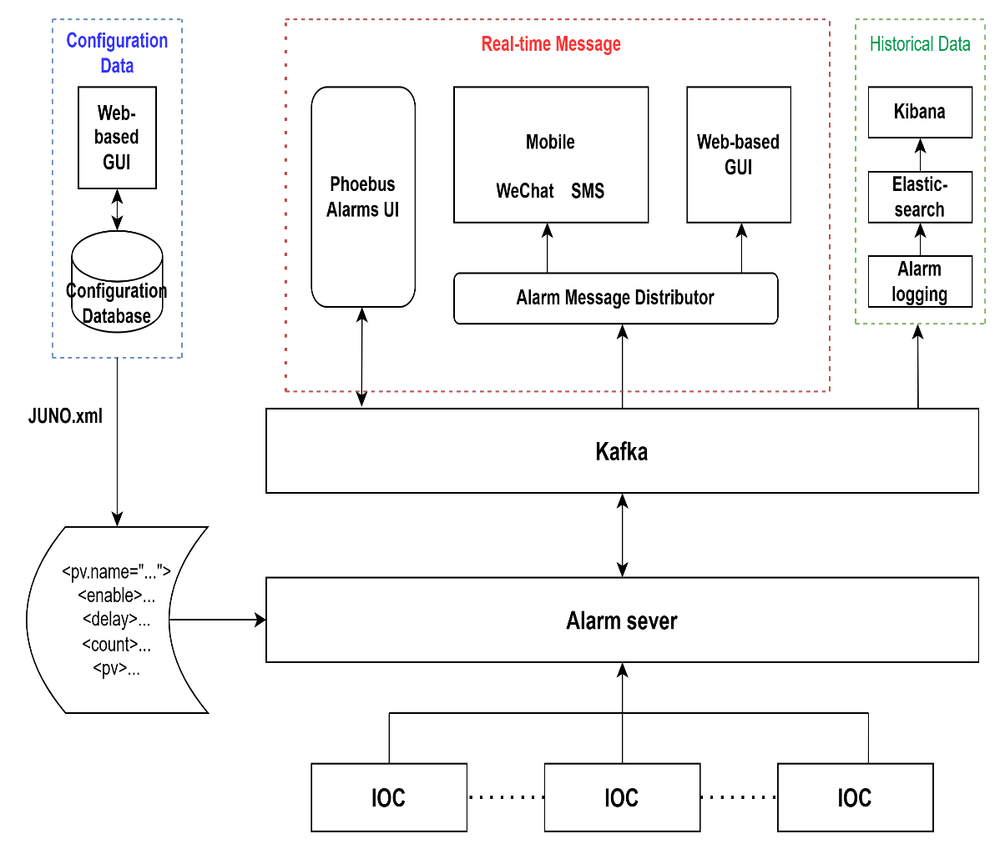 Configuration
Data
Web-
based
GUI
Configuration
Database
Real-time Message
Phoebus
Alarms UI
Mobile
WeChat SMS
Web-based
GUI
Alarm Message Distributor
Historical Data
Kibana
Elastic-
search
Alarm
logging
JUNO.xml
Kafka
<pv.name="...">
<enable>...
<delay>...
<count>...
<pv>...
Alarm sever
IOC
IOC
IOC